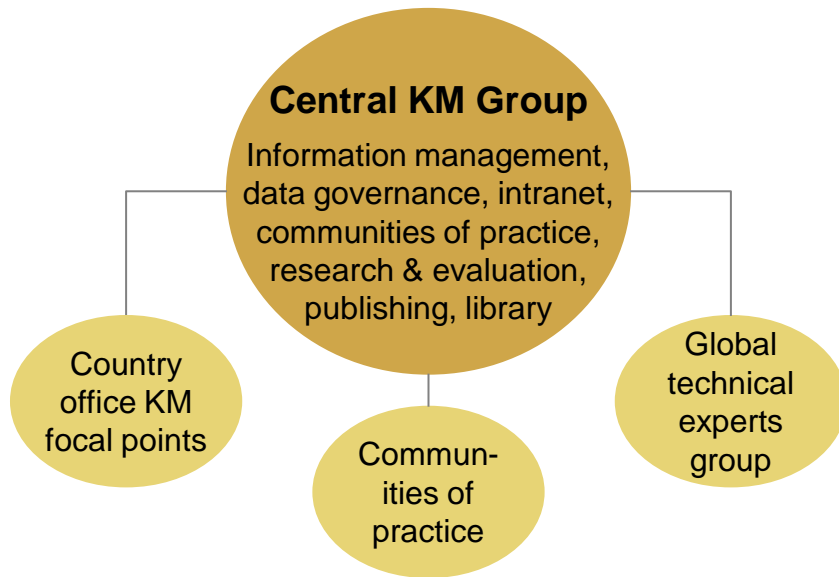 Central KM Group
Information management,
data governance, intranet,
communities of practice,
research & evaluation,
publishing, library
Country
office KM
focal points
Commun-
ities of
practice
Global
technical
experts
group